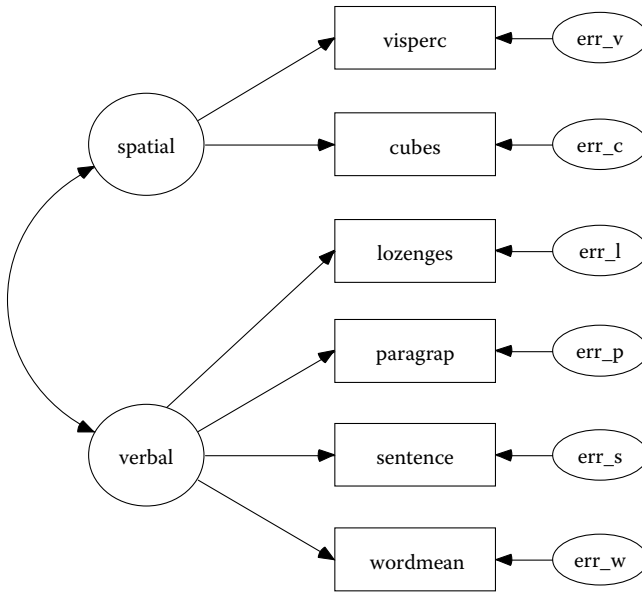 visperc
err_v
spatial
cubes
err_c
lozenges
err_l
paragrap
err_p
verbal
sentence
err_s
wordmean
err_w